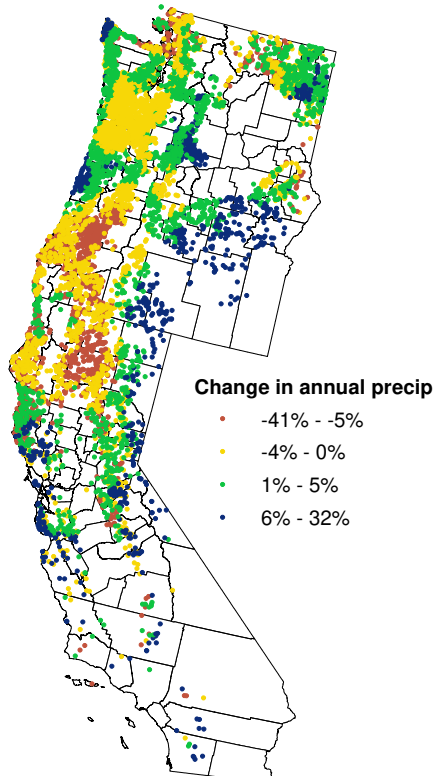 Change in annual precip
-41% - -5%
-4% - 0%
1% - 5%
6% - 32%